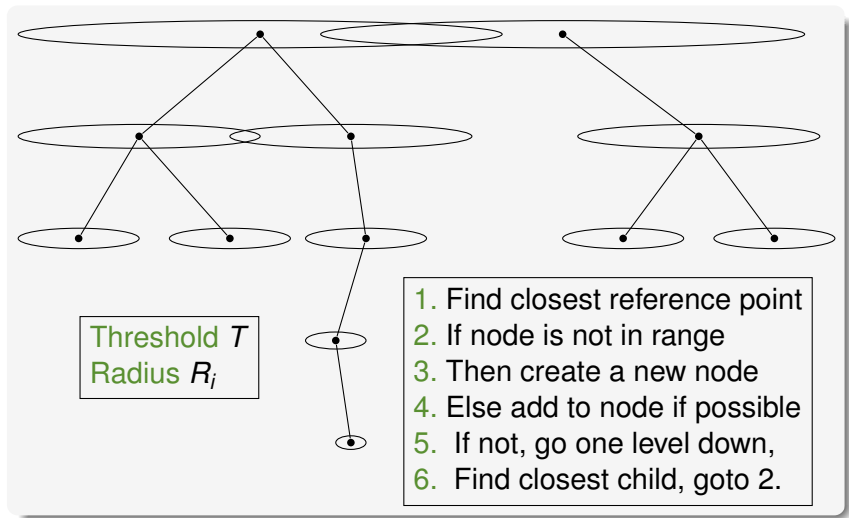 Threshold T
Radius Rᵢ
1. Find closest reference point
2. If node is not in range
3. Then create a new node
4. Else add to node if possible
5. If not, go one level down,
6. Find closest child, goto 2.